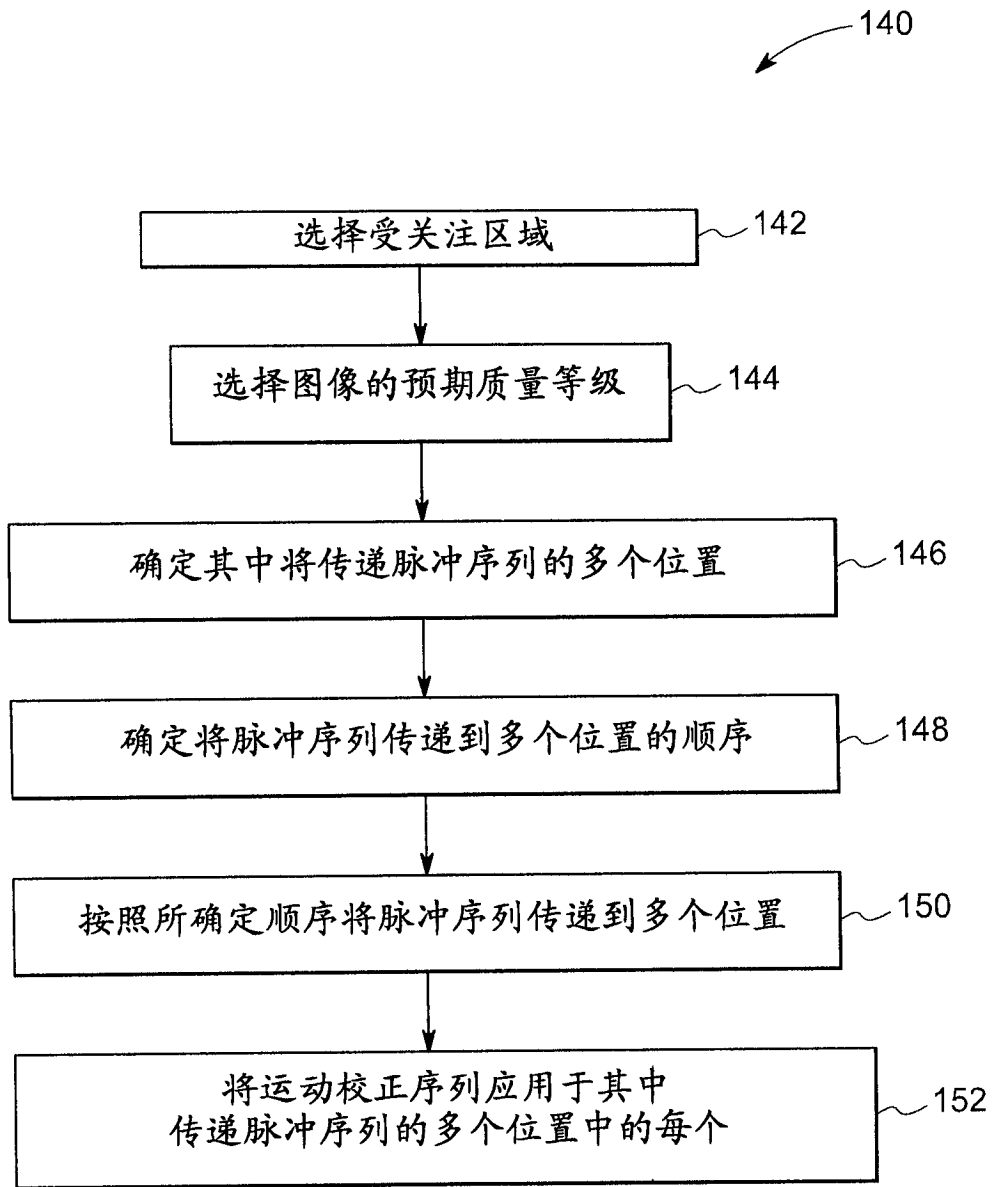 140
选择受关注区域
142
选择图像的预期质量等级
144
确定其中将传递脉冲序列的多个位置
146
确定将脉冲序列传递到多个位置的顺序
148
按照所确定顺序将脉冲序列传递到多个位置
150
将运动校正序列应用于其中
传递脉冲序列的多个位置中的每个
152